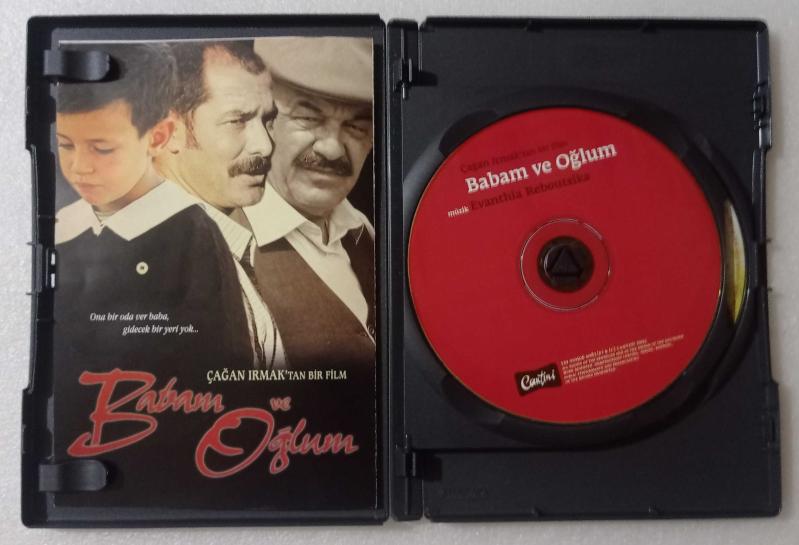 Ona bir oda ver baba,
gidecek bir yeri yok...
ÇAĞAN IRMAK'TAN BİR FİLM
Babam ve
Oğlum
Çağan Irmak'tan bir film
Babam ve Oğlum
müzik Evanthia Reboutsika
Cantini